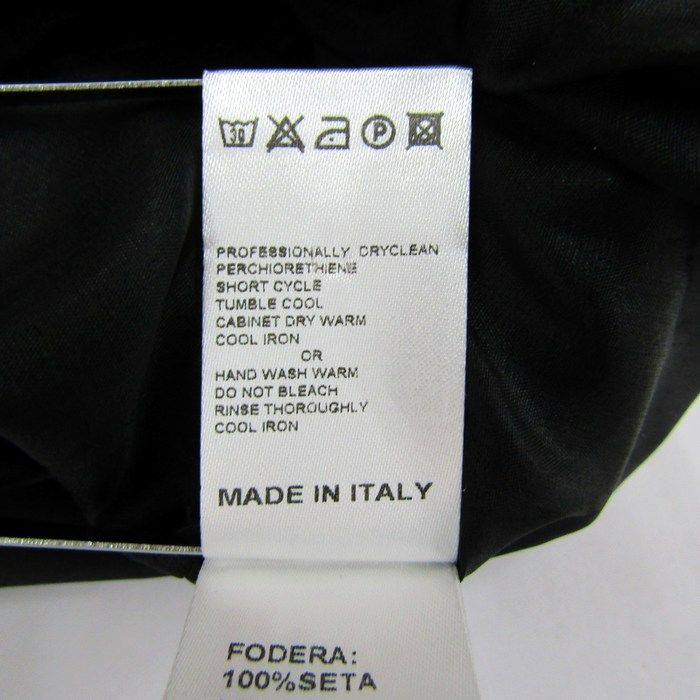 30 P
PROFESSIONALLY DRYCLEAN
PERCHIORETHIENE
SHORT CYCLE
TUMBLE COOL
CABINET DRY WARM
COOL IRON
OR
HAND WASH WARM
DO NOT BLEACH
RINSE THOROUGHLY
COOL IRON
MADE IN ITALY
FODERA:
100%SETA